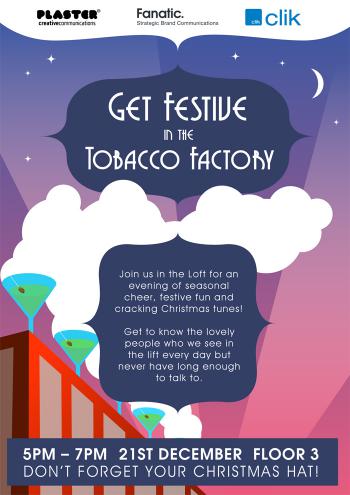 PLASTER®
creativecommunications
Fanatic.
Strategic Brand Communications
clik
clik
GET FESTIVE
IN THE
TOBACCO FACTORY
Join us in the Loft for an
evening of seasonal
cheer, festive fun and
cracking Christmas tunes!
Get to know the lovely
people who we see in
the lift every day but
never have long enough
to talk to.
5PM – 7PM 21ST DECEMBER FLOOR 3
DON'T FORGET YOUR CHRISTMAS HAT!